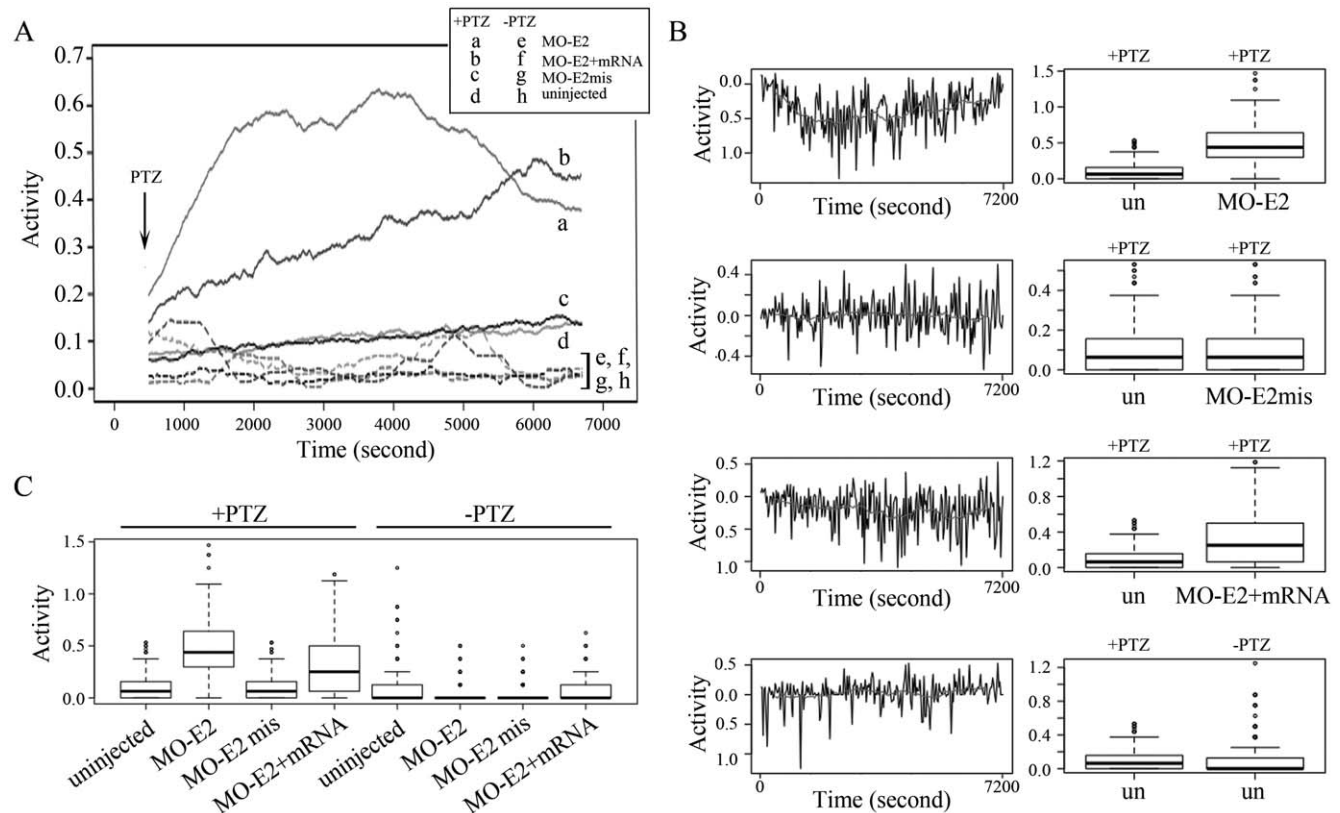 A
+PTZ -PTZ
a e MO-E2
b f MO-E2+mRNA
c g MO-E2mis
d h uninjected
0.7
0.6
0.5
0.4
0.3
0.2
0.1
0.0
Activity
PTZ
b
a
c
d
e, f,
g, h
0 1000 2000 3000 4000 5000 6000 7000
Time (second)
B
0.0
0.5
1.0
Activity
0 7200
Time (second)
+PTZ +PTZ
1.5
1.0
0.5
0.0
un MO-E2
0.4
0.0
-0.4
Activity
0 7200
Time (second)
+PTZ +PTZ
0.4
0.2
0.0
un MO-E2mis
0.5
0.0
0.5
1.0
Activity
0 7200
Time (second)
+PTZ +PTZ
1.2
0.8
0.4
0.0
un MO-E2+mRNA
0.5
0.0
0.5
1.0
Activity
0 7200
Time (second)
+PTZ -PTZ
1.2
0.8
0.4
0.0
un un
C
+PTZ -PTZ
1.5
1.0
0.5
0.0
Activity
uninjected MO-E2 MO-E2 mis MO-E2+mRNA uninjected MO-E2 MO-E2 mis MO-E2+mRNA